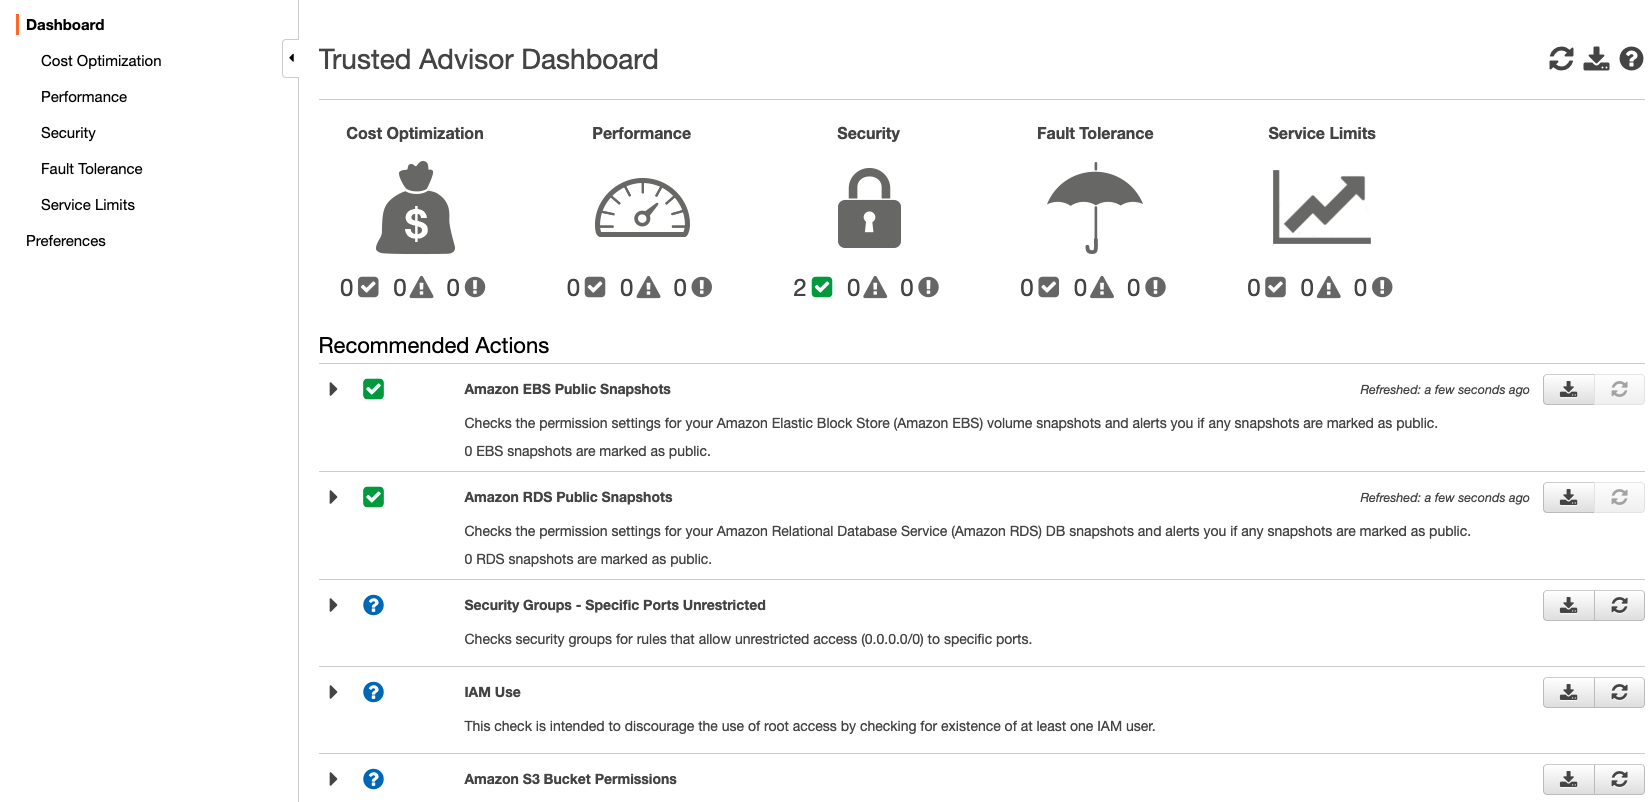 Dashboard
Cost Optimization
Performance
Security
Fault Tolerance
Service Limits
Preferences
Trusted Advisor Dashboard
Cost Optimization
Performance
Security
Fault Tolerance
Service Limits
$
0 0 0
0 0 0
2 0 0
0 0 0
0 0 0
Recommended Actions
Amazon EBS Public Snapshots
Refreshed: a few seconds ago
Checks the permission settings for your Amazon Elastic Block Store (Amazon EBS) volume snapshots and alerts you if any snapshots are marked as public.
0 EBS snapshots are marked as public.
Amazon RDS Public Snapshots
Refreshed: a few seconds ago
Checks the permission settings for your Amazon Relational Database Service (Amazon RDS) DB snapshots and alerts you if any snapshots are marked as public.
0 RDS snapshots are marked as public.
Security Groups - Specific Ports Unrestricted
Checks security groups for rules that allow unrestricted access (0.0.0.0/0) to specific ports.
IAM Use
This check is intended to discourage the use of root access by checking for existence of at least one IAM user.
Amazon S3 Bucket Permissions